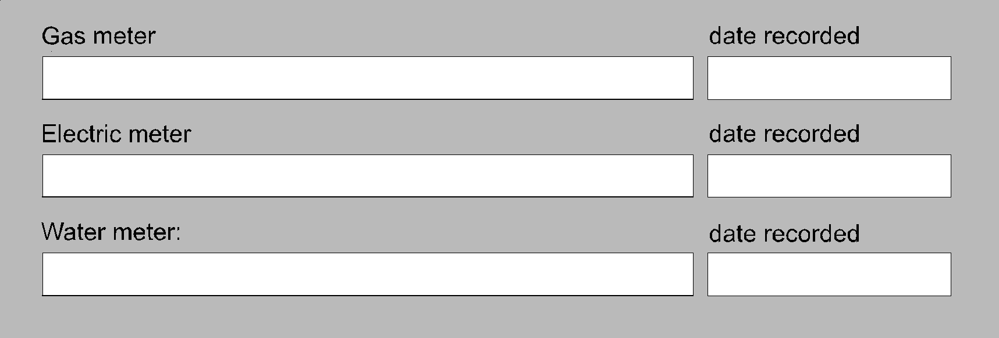 Gas meter date recorded
Electric meter date recorded
Water meter: date recorded